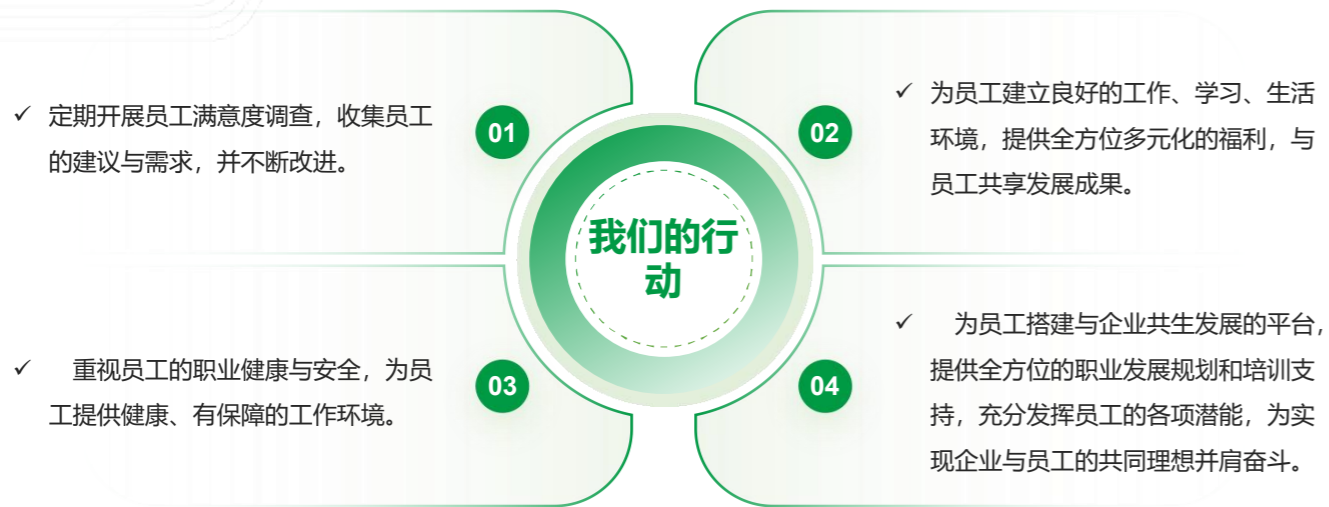 ✓ 定期开展员工满意度调查，收集员工
的建议与需求，并不断改进。
01
02
✓ 为员工建立良好的工作、学习、生活
环境，提供全方位多元化的福利，与
员工共享发展成果。
我们的行
动
✓ 重视员工的职业健康与安全，为员
工提供健康、有保障的工作环境。
03
04
✓ 为员工搭建与企业共生发展的平台，
提供全方位的职业发展规划和培训支
持，充分发挥员工的各项潜能，为实
现企业与员工的共同理想并肩奋斗。